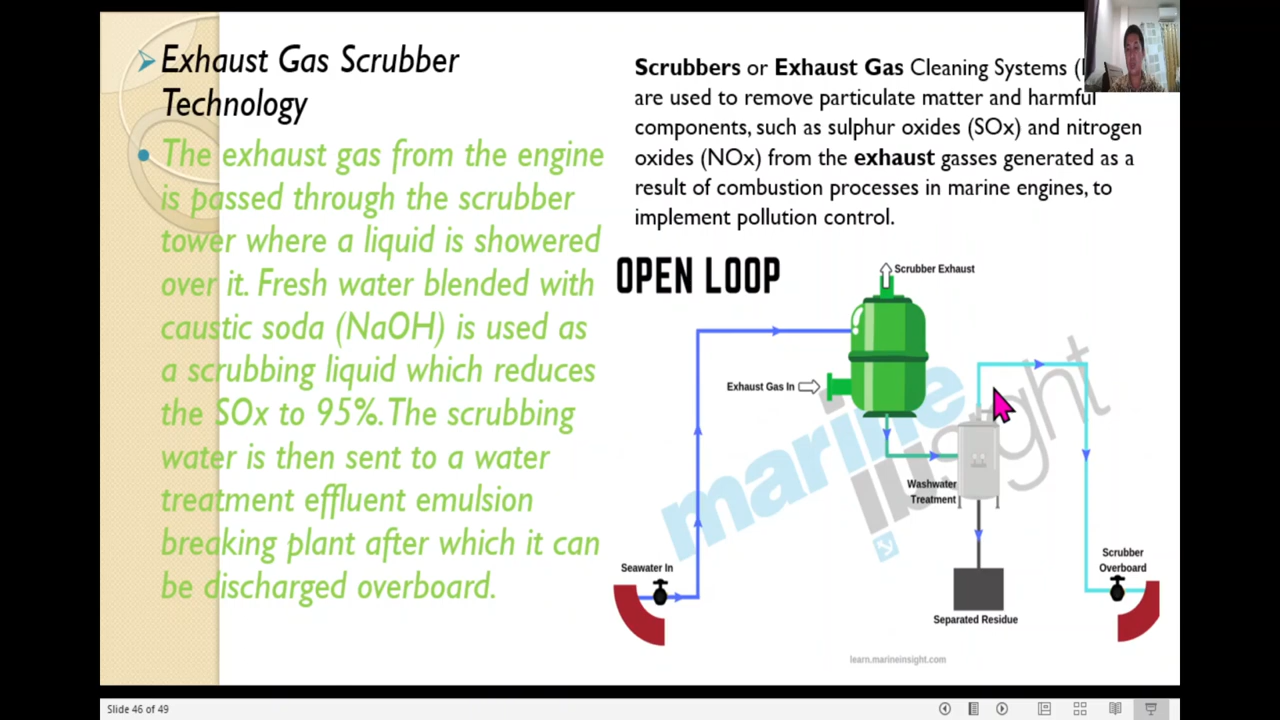 Exhaust Gas Scrubber
Technology
The exhaust gas from the engine
is passed through the scrubber
tower where a liquid is showered
over it. Fresh water blended with
caustic soda (NaOH) is used as
a scrubbing liquid which reduces
the SOx to 95%. The scrubbing
water is then sent to a water
treatment effluent emulsion
breaking plant after which it can
be discharged overboard.
Scrubbers or Exhaust Gas Cleaning Systems (
are used to remove particulate matter and harmful
components, such as sulphur oxides (SOx) and nitrogen
oxides (NOx) from the exhaust gasses generated as a
result of combustion processes in marine engines, to
implement pollution control.
OPEN LOOP
Scrubber Exhaust
Exhaust Gas In
Washwater
Treatment
Seawater In
Scrubber
Overboard
Separated Residue
marine
insight
learn.marineinsight.com
Slide 46 of 49